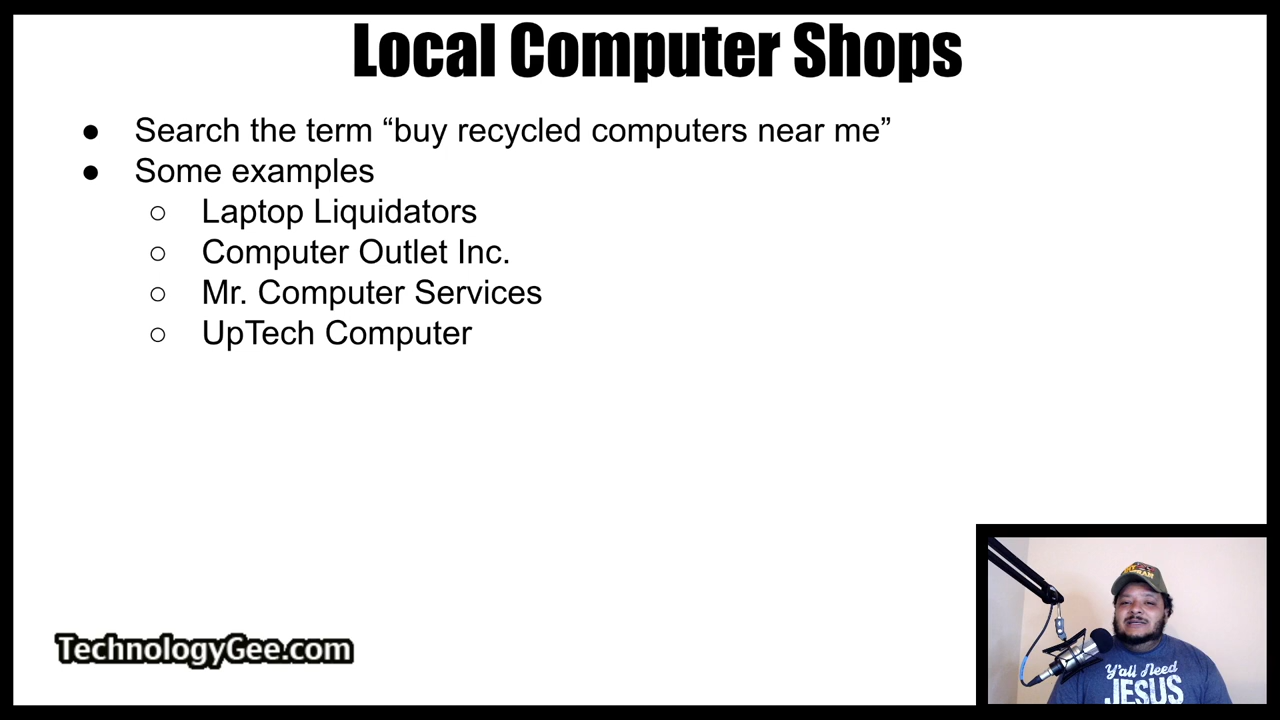 Local Computer Shops
● Search the term “buy recycled computers near me”
● Some examples
○ Laptop Liquidators
○ Computer Outlet Inc.
○ Mr. Computer Services
○ UpTech Computer
TechnologyGee.com
Y'all Need
JESUS